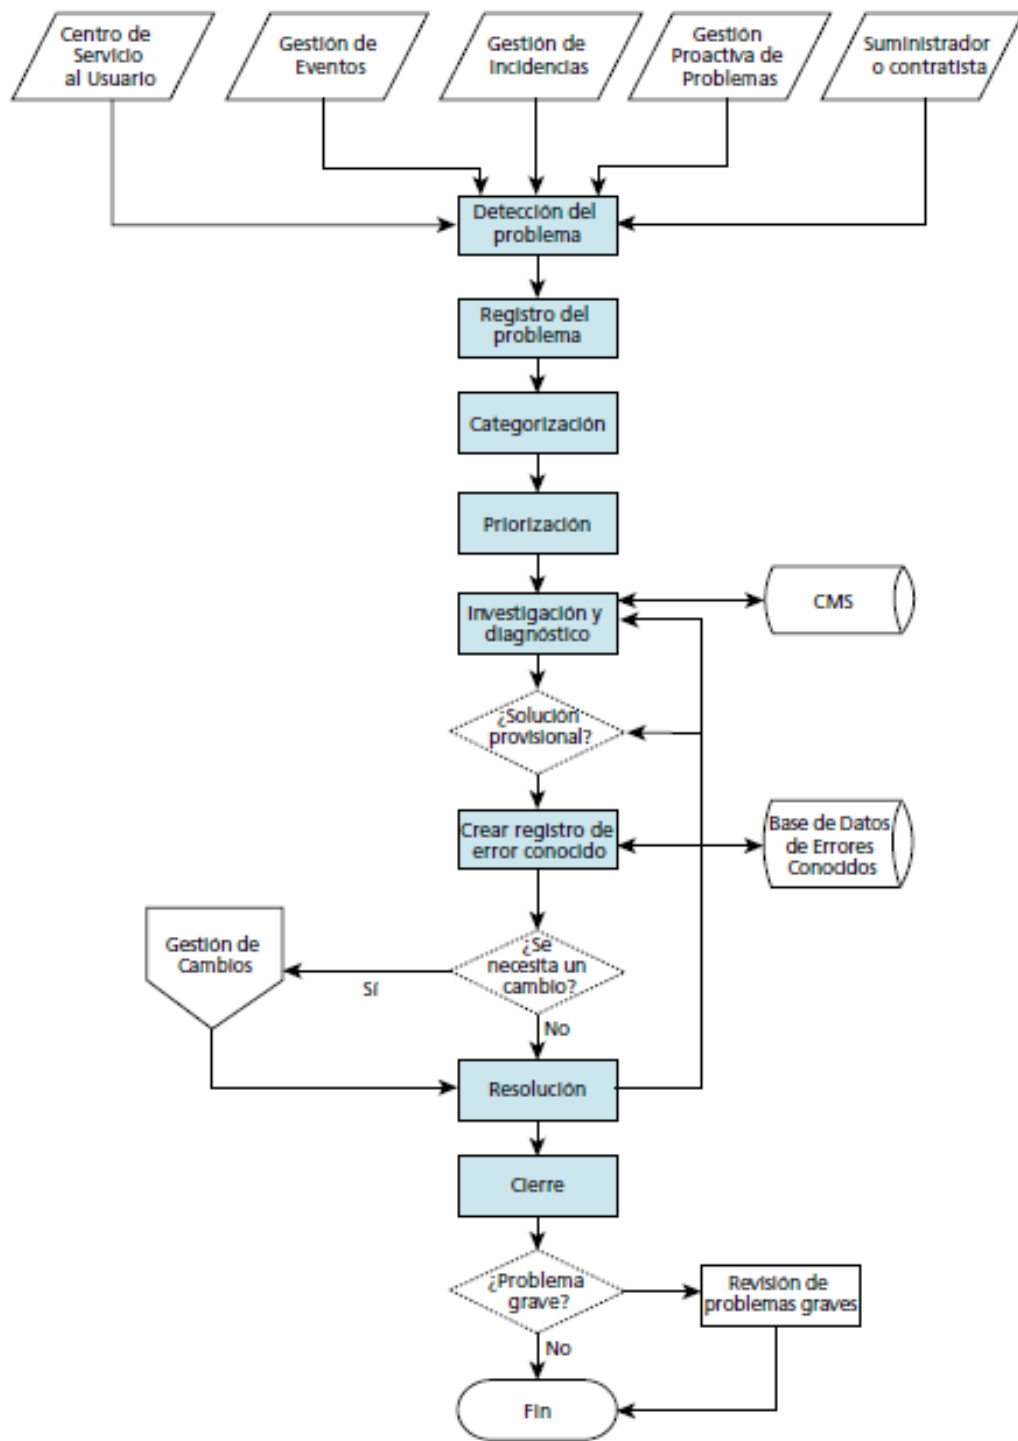 Centro de
Servicio
al Usuario
Gestión de
Eventos
Gestión de
Incidencias
Gestión
Proactiva de
Problemas
Suministrador
o contratista
Detección del
problema
Registro del
problema
Categorización
Priorización
Investigación y
diagnóstico
CMS
¿Solución
provisional?
Crear registro de
error conocido
Base de Datos
de Errores
Conocidos
Gestión de
Cambios
¿Se
necesita un
cambio?
Sí
No
Resolución
Cierre
¿Problema
grave?
Revisión de
problemas graves
No
Fin